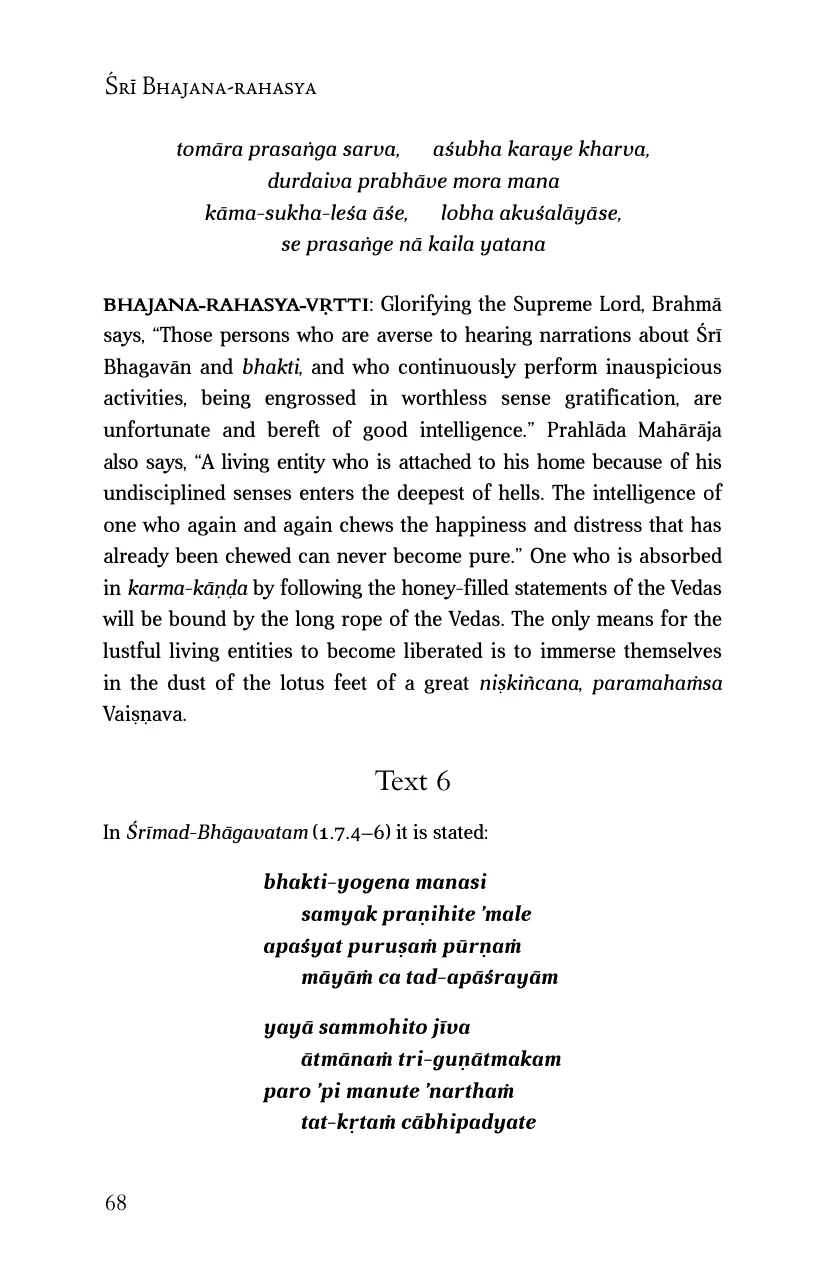 Śrī Bhajana-rahasya
tomāra prasaṅga sarva, aśubha karaye kharva,
durdaiva prabhāve mora mana
kāma-sukha-leśa āśe, lobha akuśalāyāse,
se prasaṅge nā kaila yatana
BHAJANA-RAHASYA-VṚTTI: Glorifying the Supreme Lord, Brahmā
says, “Those persons who are averse to hearing narrations about Śrī
Bhagavān and bhakti, and who continuously perform inauspicious
activities, being engrossed in worthless sense gratification, are
unfortunate and bereft of good intelligence.” Prahlāda Mahārāja
also says, “A living entity who is attached to his home because of his
undisciplined senses enters the deepest of hells. The intelligence of
one who again and again chews the happiness and distress that has
already been chewed can never become pure.” One who is absorbed
in karma-kāṇḍa by following the honey-filled statements of the Vedas
will be bound by the long rope of the Vedas. The only means for the
lustful living entities to become liberated is to immerse themselves
in the dust of the lotus feet of a great niṣkiñcana, paramahaṁsa
Vaiṣṇava.
Text 6
In Śrīmad-Bhāgavatam (1.7.4–6) it is stated:
bhakti-yogena manasi
samyak praṇihite ’male
apaśyat puruṣaṁ pūrṇaṁ
māyāṁ ca tad-apāśrayām
yayā sammohito jīva
ātmānaṁ tri-guṇātmakam
paro ’pi manute ’narthaṁ
tat-kṛtaṁ cābhipadyate
68